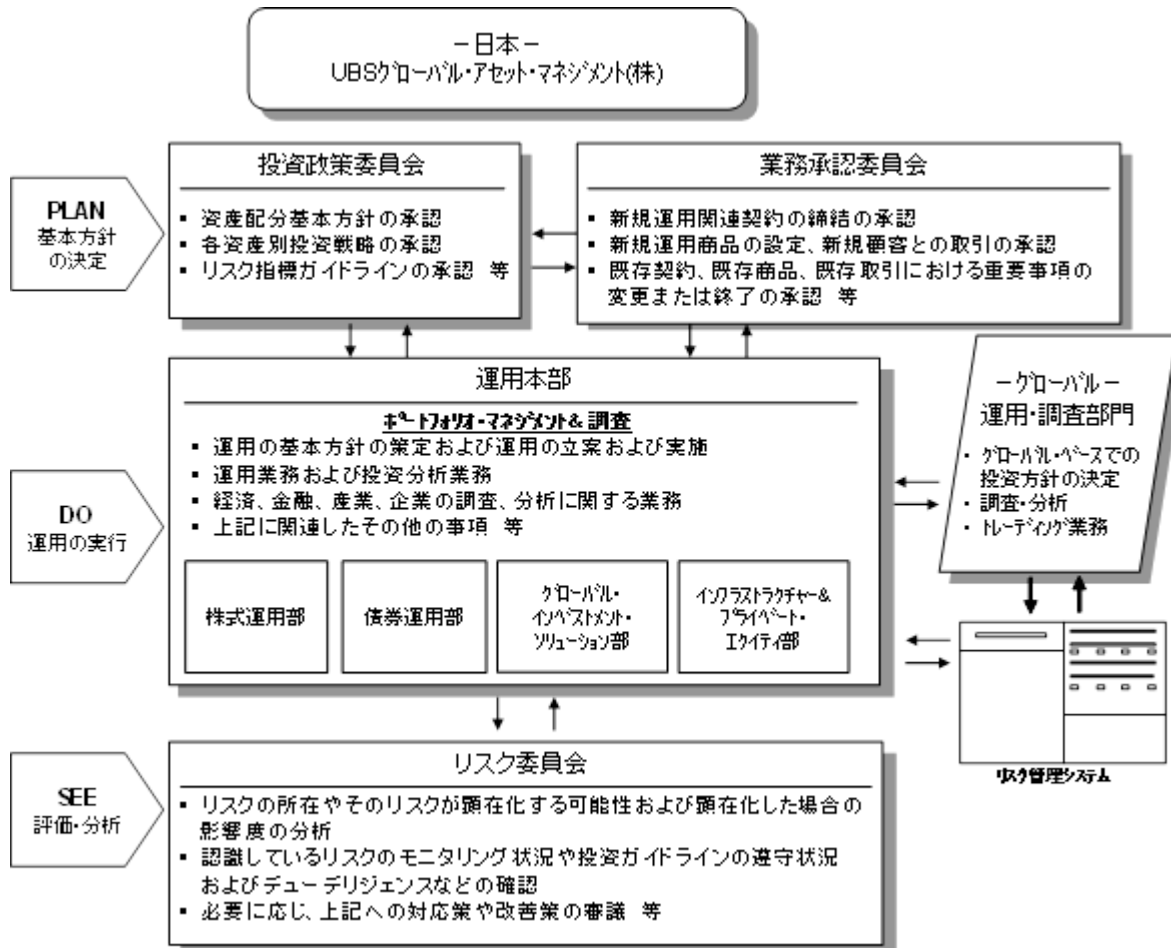 －日本－
UBSｸﾞﾛｰﾊﾞﾙ・ｱｾｯﾄ・ﾏﾈｼﾞﾒﾝﾄ(株)
PLAN
基本方針
の決定
投資政策委員会
▪ 資産配分基本方針の承認
▪ 各資産別投資戦略の承認
▪ リスク指標ガイドラインの承認 等
業務承認委員会
▪ 新規運用関連契約の締結の承認
▪ 新規運用商品の設定、新規顧客との取引の承認
▪ 既存契約、既存商品、既存取引における重要事項の
変更または終了の承認 等
DO
運用の実行
運用本部
ﾎﾟｰﾄﾌｫﾘｵ・ﾏﾈｼﾞﾒﾝﾄ& 調査
▪ 運用の基本方針の策定および運用の立案および実施
▪ 運用業務および投資分析業務
▪ 経済、金融、産業、企業の調査、分析に関する業務
▪ 上記に関連したその他の事項 等
株式運用部
債券運用部
ｸﾞﾛｰﾊﾞﾙ・
ｲﾝﾍﾞｽﾄﾒﾝﾄ・
ｿﾘｭｰｼｮﾝ部
ｲﾝﾌﾗｽﾄﾗｸﾁｬｰ&
ﾌﾟﾗｲﾍﾞｰﾄ・
ｴｸｲﾃｨ部
－ｸﾞﾛｰﾊﾞﾙ－
運用・調査部門
▪ ｸﾞﾛｰﾊﾞﾙ・ﾍﾞｰｽでの
投資方針の決定
▪ 調査・分析
▪ ﾄﾚｰﾃﾞｨﾝｸﾞ業務
ﾘｽｸ管理ｼｽﾃﾑ
SEE
評価・分析
リスク委員会
▪ リスクの所在やそのリスクが顕在化する可能性および顕在化した場合の
影響度の分析
▪ 認識しているリスクのモニタリング状況や投資ガイドラインの遵守状況
およびデューデリジェンスなどの確認
▪ 必要に応じ、上記への対応策や改善策の審議 等